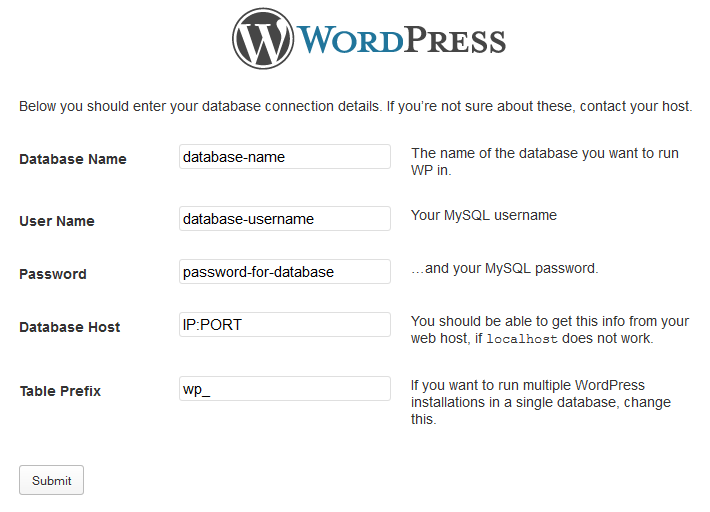 WORDPRESS
Below you should enter your database connection details. If you’re not sure about these, contact your host.
Database Name
database-name
The name of the database you want to run
WP in.
User Name
database-username
Your MySQL username
Password
password-for-database
…and your MySQL password.
Database Host
IP:PORT
You should be able to get this info from your
web host, if localhost does not work.
Table Prefix
wp_
If you want to run multiple WordPress
installations in a single database, change
this.
Submit